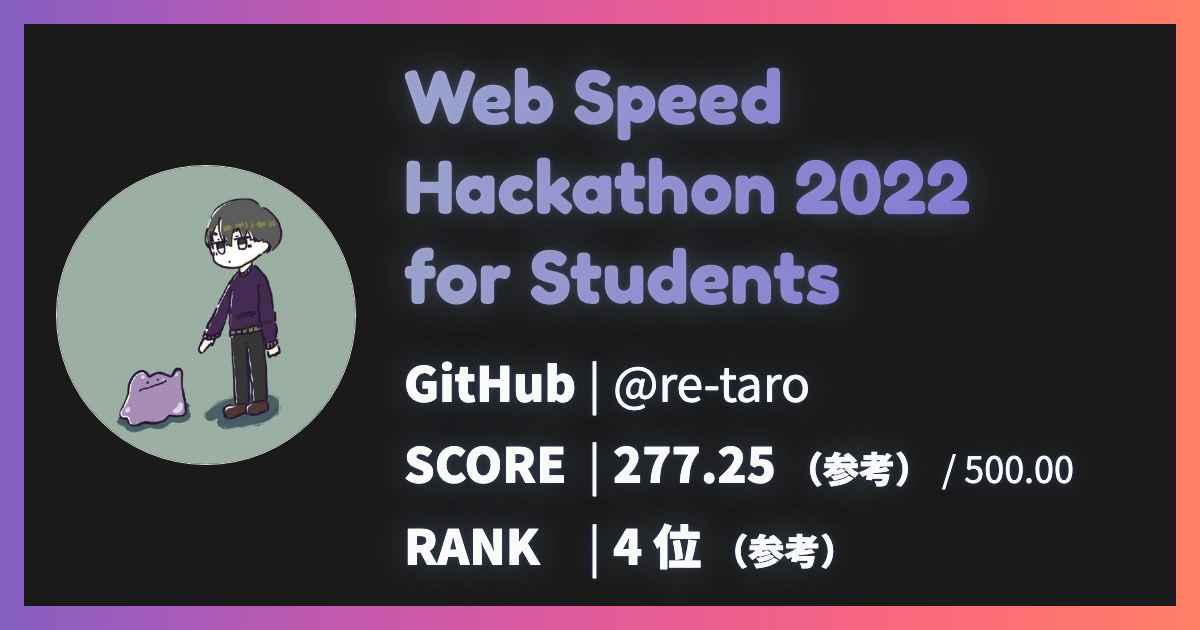 Web Speed
Hackathon 2022
for Students
GitHub | @re-taro
SCORE | 277.25 （参考） / 500.00
RANK | 4 位 （参考）